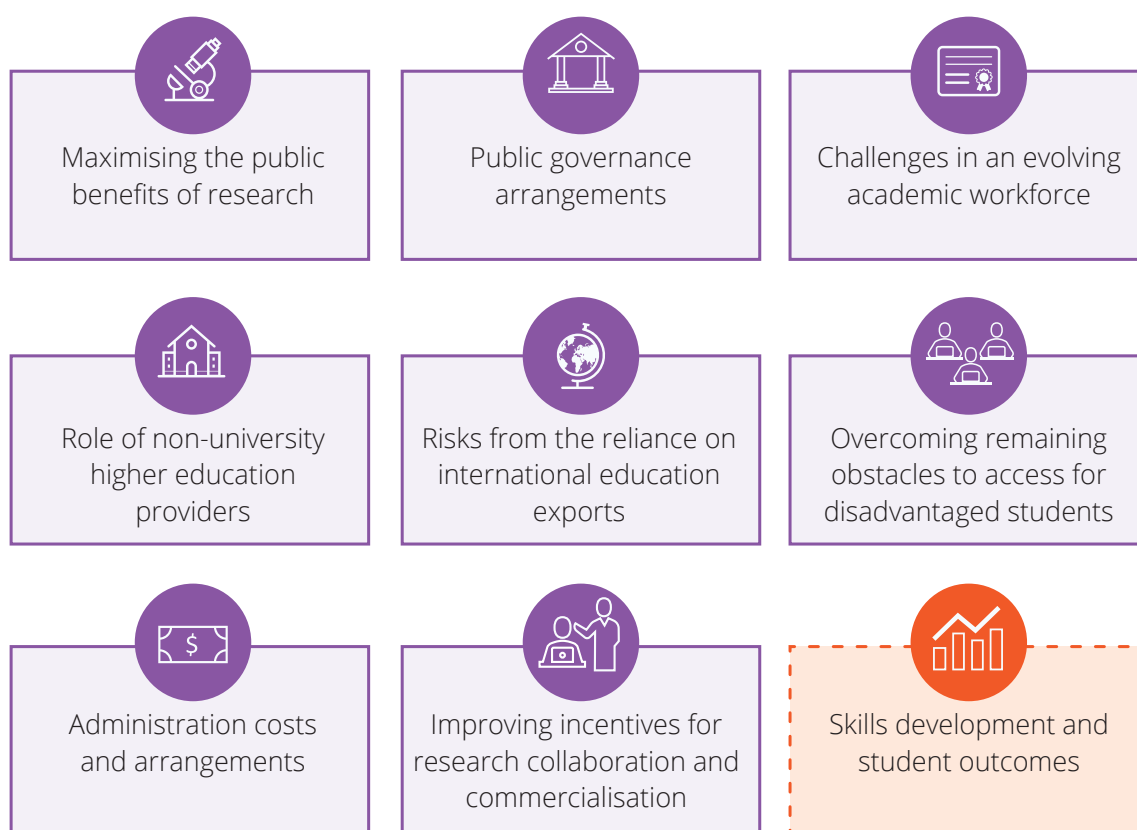 Maximising the public
benefits of research
Public governance
arrangements
Challenges in an evolving
academic workforce
Role of non-university
higher education
providers
Risks from the reliance on
international education
exports
Overcoming remaining
obstacles to access for
disadvantaged students
$
Administration costs
and arrangements
Improving incentives for
research collaboration and
commercialisation
Skills development and
student outcomes